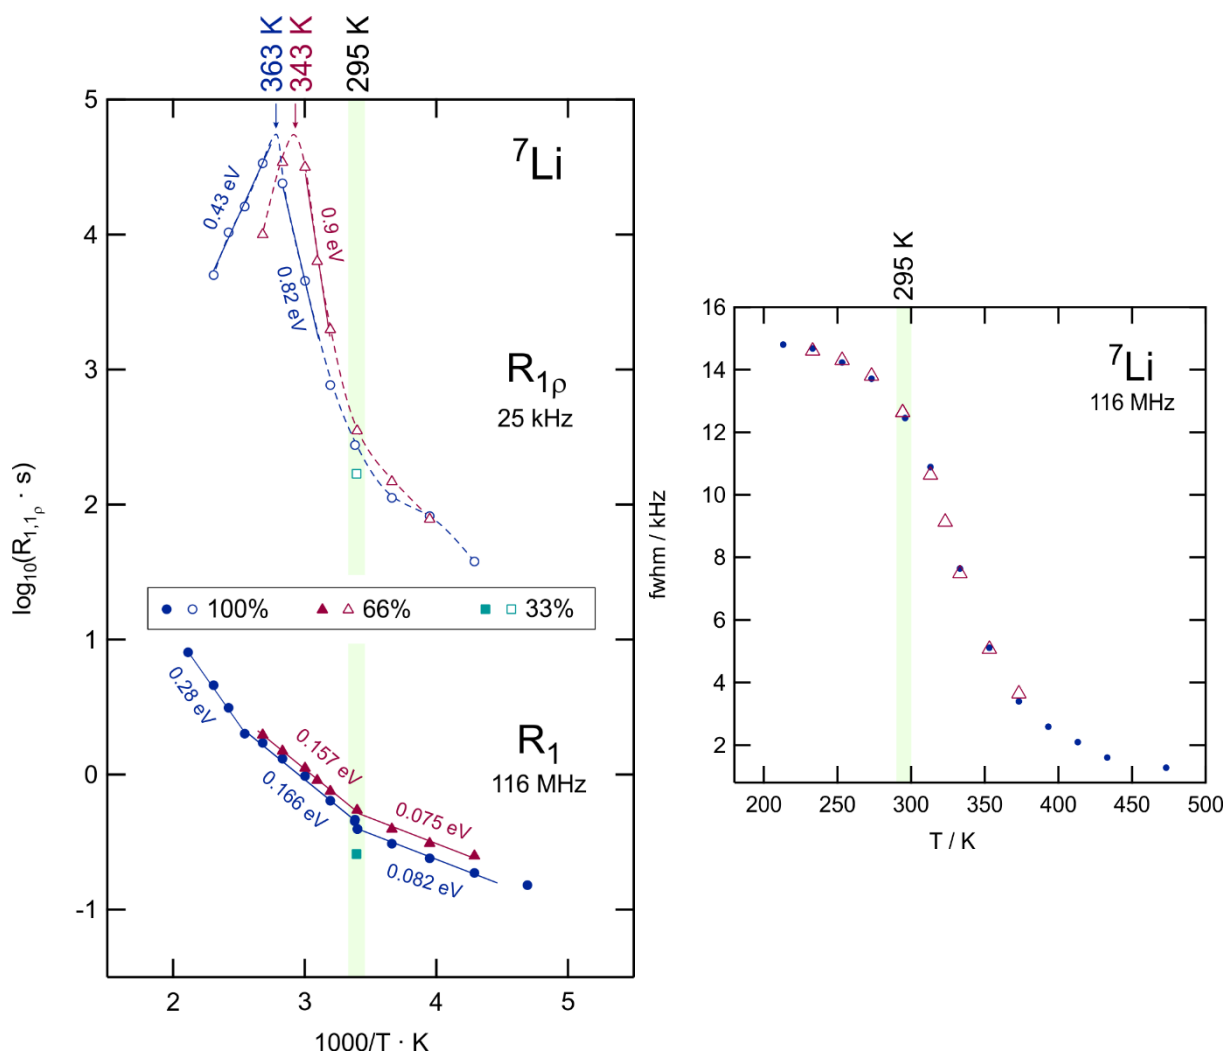 363 K
343 K
295 K
5
4
3
2
1
0
-1
2
3
4
5
log10(R1,1ρ · s)
1000/T · K
7Li
0.43 eV
0.9 eV
0.82 eV
R1ρ
25 kHz
100%
66%
33%
0.28 eV
0.157 eV
0.166 eV
0.075 eV
0.082 eV
R1
116 MHz
295 K
16
14
12
10
8
6
4
2
200
250
300
350
400
450
500
fwhm / kHz
T / K
7Li
116 MHz